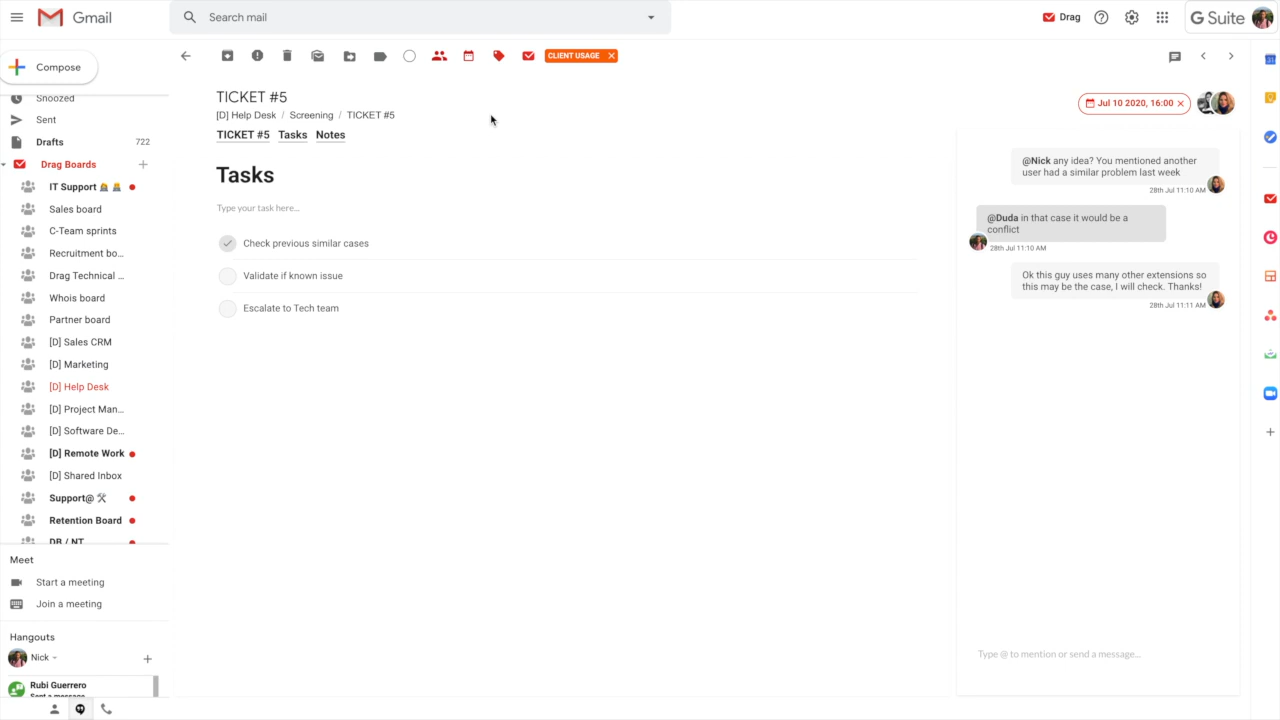 Gmail
Search mail
Drag
G Suite
Compose
CLIENT USAGE
Snoozed
Sent
Drafts 722
Drag Boards
IT Support
Sales board
C-Team sprints
Recruitment bo...
Drag Technical ...
Whois board
Partner board
[D] Sales CRM
[D] Marketing
[D] Help Desk
[D] Project Man...
[D] Software De...
[D] Remote Work
[D] Shared Inbox
Support@ 🛠
Retention Board
DB / NT
Meet
Start a meeting
Join a meeting
Hangouts
Nick
Rubi Guerrero
Sent a message
TICKET #5
[D] Help Desk / Screening / TICKET #5
TICKET #5 Tasks Notes
Tasks
Type your task here...
Check previous similar cases
Validate if known issue
Escalate to Tech team
Jul 10 2020, 16:00
@Nick any idea? You mentioned another
user had a similar problem last week
28th Jul 11:10 AM
@Duda in that case it would be a
conflict
28th Jul 11:10 AM
Ok this guy uses many other extensions so
this may be the case, I will check. Thanks!
28th Jul 11:11 AM
Type @ to mention or send a message...
31